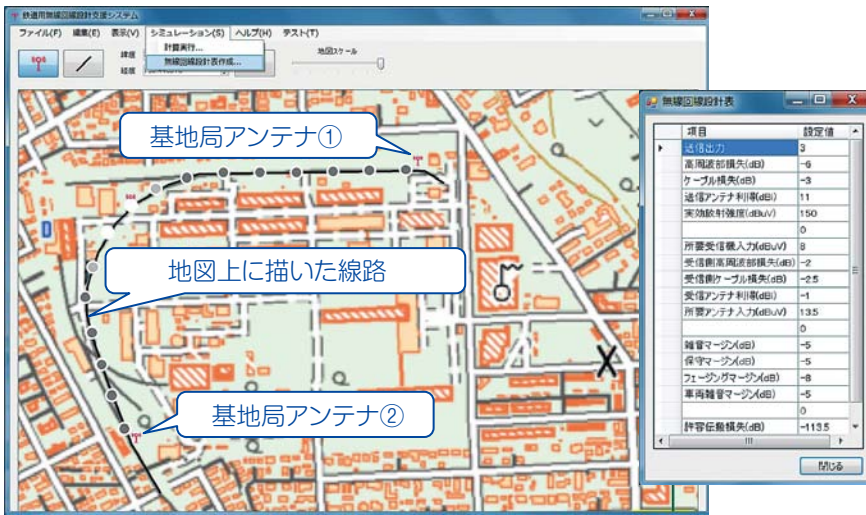 鉄道用無線回線設計支援システム
ファイル(F) 編集(E) 表示(V) シミュレーション(S) ヘルプ(H) テスト(T)
計算実行...
無線回線設計表作成...
緯度
経度
地図スケール
基地局アンテナ①
地図上に描いた線路
基地局アンテナ②
無線回線設計表
項目 設定値
送信出力 3
高周波部損失(dB) -6
ケーブル損失(dB) -3
送信アンテナ利得(dBi) 11
実効放射強度(dBuV) 150
0
所要受信機入力(dBuV) 8
受信側高周波部損失(dB) -2
受信側ケーブル損失(dB) -2.5
受信アンテナ利得(dBi) -1
所要アンテナ入力(dBuV) 13.5
0
雑音マージン(dB) -5
保守マージン(dB) -5
フェージングマージン(dB) -8
車両雑音マージン(dB) -5
0
許容伝搬損失(dB) -113.5
閉じる